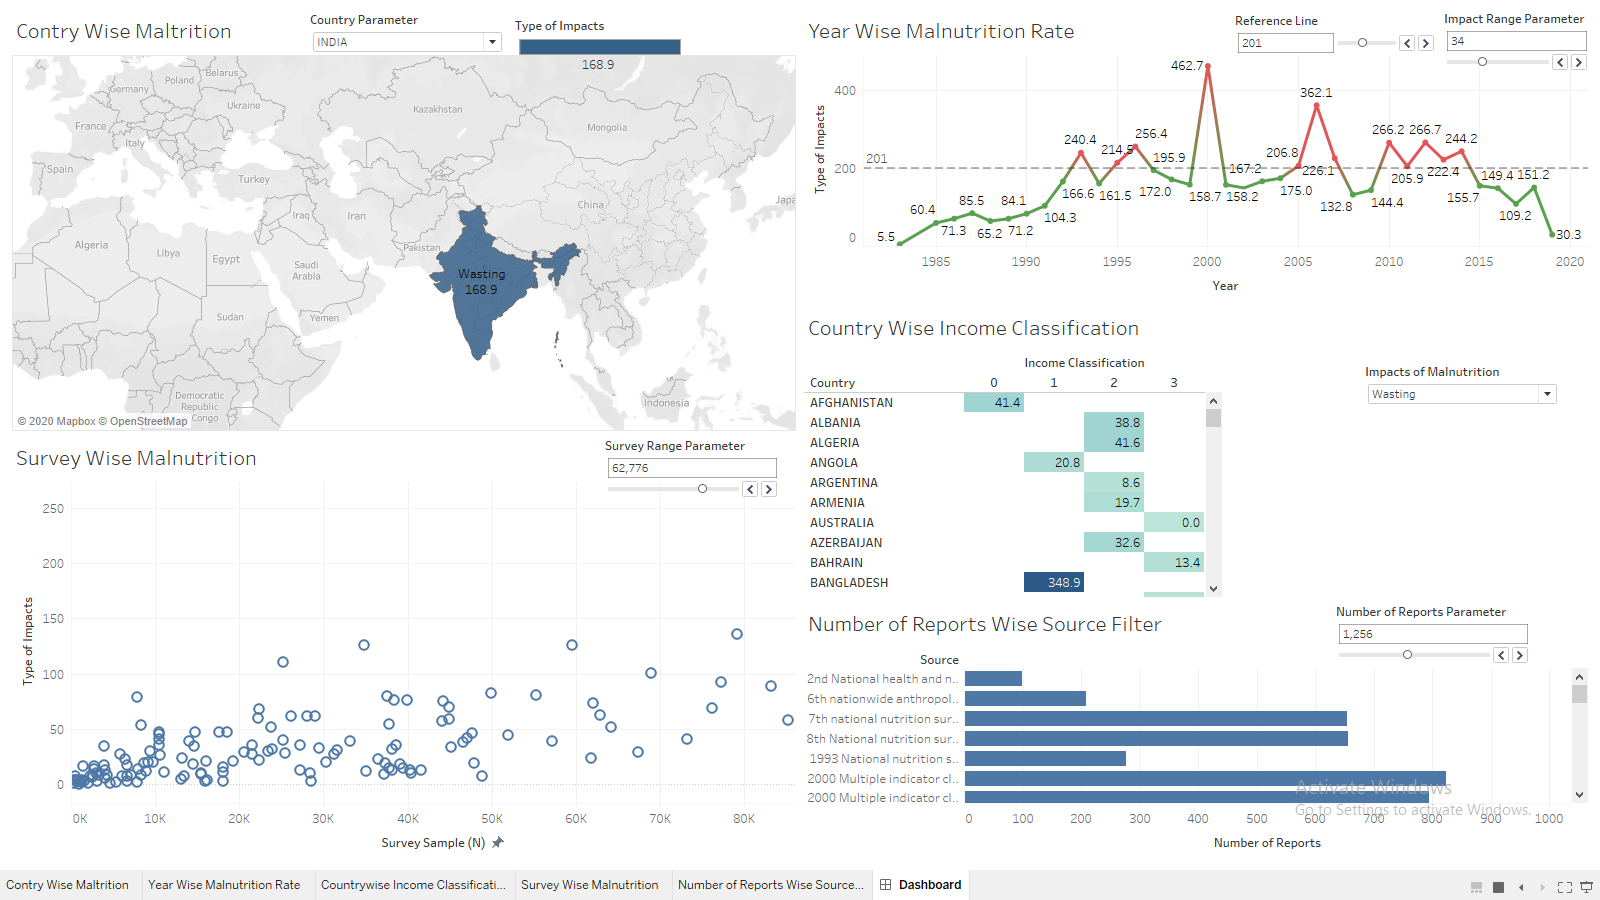 Contry Wise Maltrition
Country Parameter
INDIA
Type of Impacts
168.9
Poland
Belarus
Germany
Ukraine
Kazakhstan
France
Mongolia
Italy
Spain
Turkey
China
Japa
Iraq
Iran
Algeria
Libya
Egypt
Pakistan
Saudi
Arabia
Wasting
168.9
Sudan
Yemen
Democratic
Republic
Congo
Indonesia
© 2020 Mapbox © OpenStreetMap
Year Wise Malnutrition Rate
Reference Line
201
Impact Range Parameter
34
Type of Impacts
400
200
0
201
5.5
60.4
71.3
85.5
65.2
71.2
84.1
104.3
166.6
240.4
161.5
214.5
256.4
195.9
172.0
158.7
462.7
158.2
167.2
175.0
206.8
362.1
226.1
132.8
144.4
266.2
205.9
266.7
222.4
244.2
155.7
149.4
109.2
151.2
30.3
1985 1990 1995 2000 2005 2010 2015 2020
Year
Country Wise Income Classification
Income Classification
Country 0 1 2 3
AFGHANISTAN 41.4
ALBANIA 38.8
ALGERIA 41.6
ANGOLA 20.8
ARGENTINA 8.6
ARMENIA 19.7
AUSTRALIA 0.0
AZERBAIJAN 32.6
BAHRAIN 13.4
BANGLADESH 348.9
Impacts of Malnutrition
Wasting
Survey Wise Malnutrition
Survey Range Parameter
62,776
Type of Impacts
250
200
150
100
50
0
0K 10K 20K 30K 40K 50K 60K 70K 80K
Survey Sample (N)
Number of Reports Wise Source Filter
Number of Reports Parameter
1,256
Source
2nd National health and n..
6th nationwide anthropol..
7th national nutrition sur..
8th National nutrition sur..
1993 National nutrition s..
2000 Multiple indicator cl..
2000 Multiple indicator cl..
0 100 200 300 400 500 600 700 800 900 1000
Number of Reports
Activate Windows
Go to Settings to activate Windows.
Contry Wise Maltrition
Year Wise Malnutrition Rate
Countrywise Income Classificati...
Survey Wise Malnutrition
Number of Reports Wise Source...
Dashboard